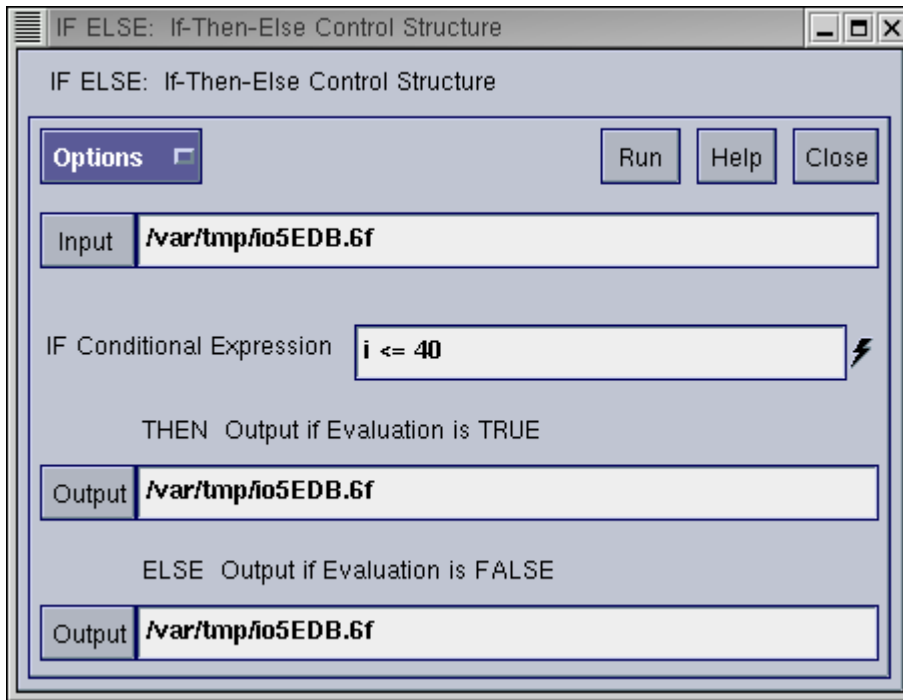 IF ELSE: If-Then-Else Control Structure
IF ELSE: If-Then-Else Control Structure
Options Run Help Close
Input /var/tmp/io5EDB.6f
IF Conditional Expression i <= 40
THEN Output if Evaluation is TRUE
Output /var/tmp/io5EDB.6f
ELSE Output if Evaluation is FALSE
Output /var/tmp/io5EDB.6f